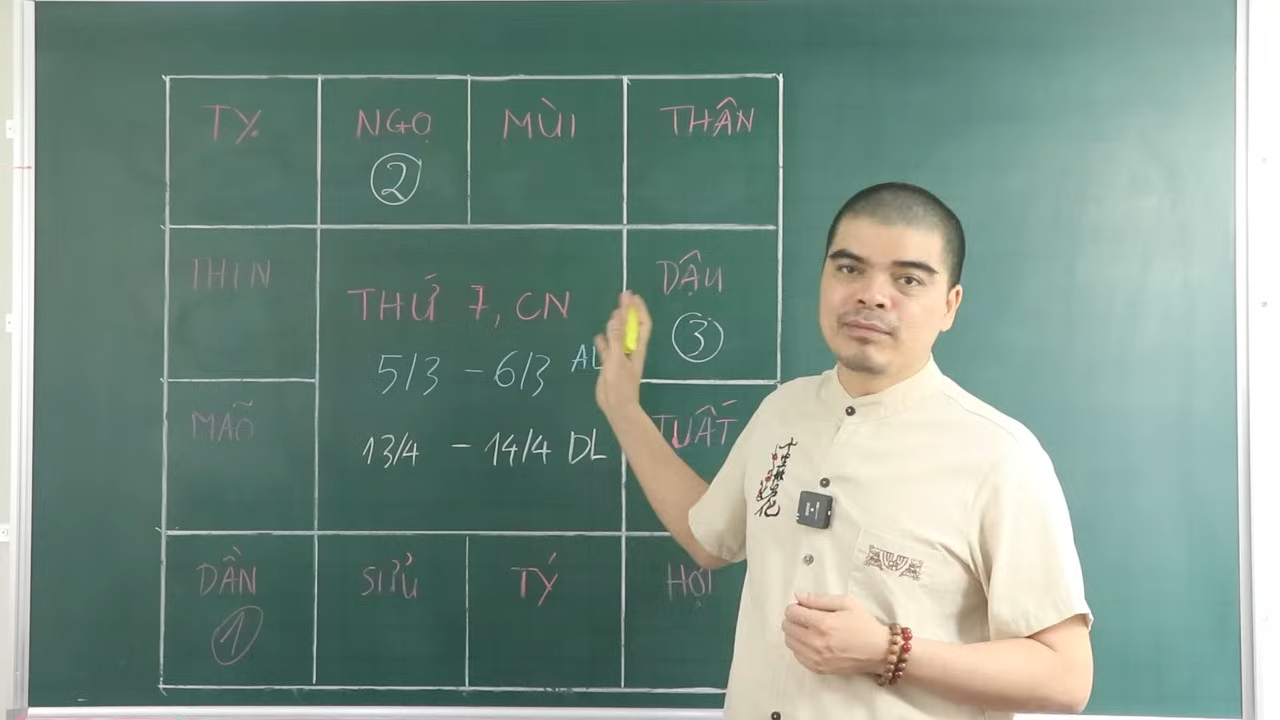 TỴ
NGỌ
MÙI
THÂN
②
THÌN
THỨ 7, CN
DẬU
5/3 - 6/3 AL
③
MÃO
13/4 - 14/4 DL
TUẤT
DẦN
SỬU
TÝ
HỢI
①